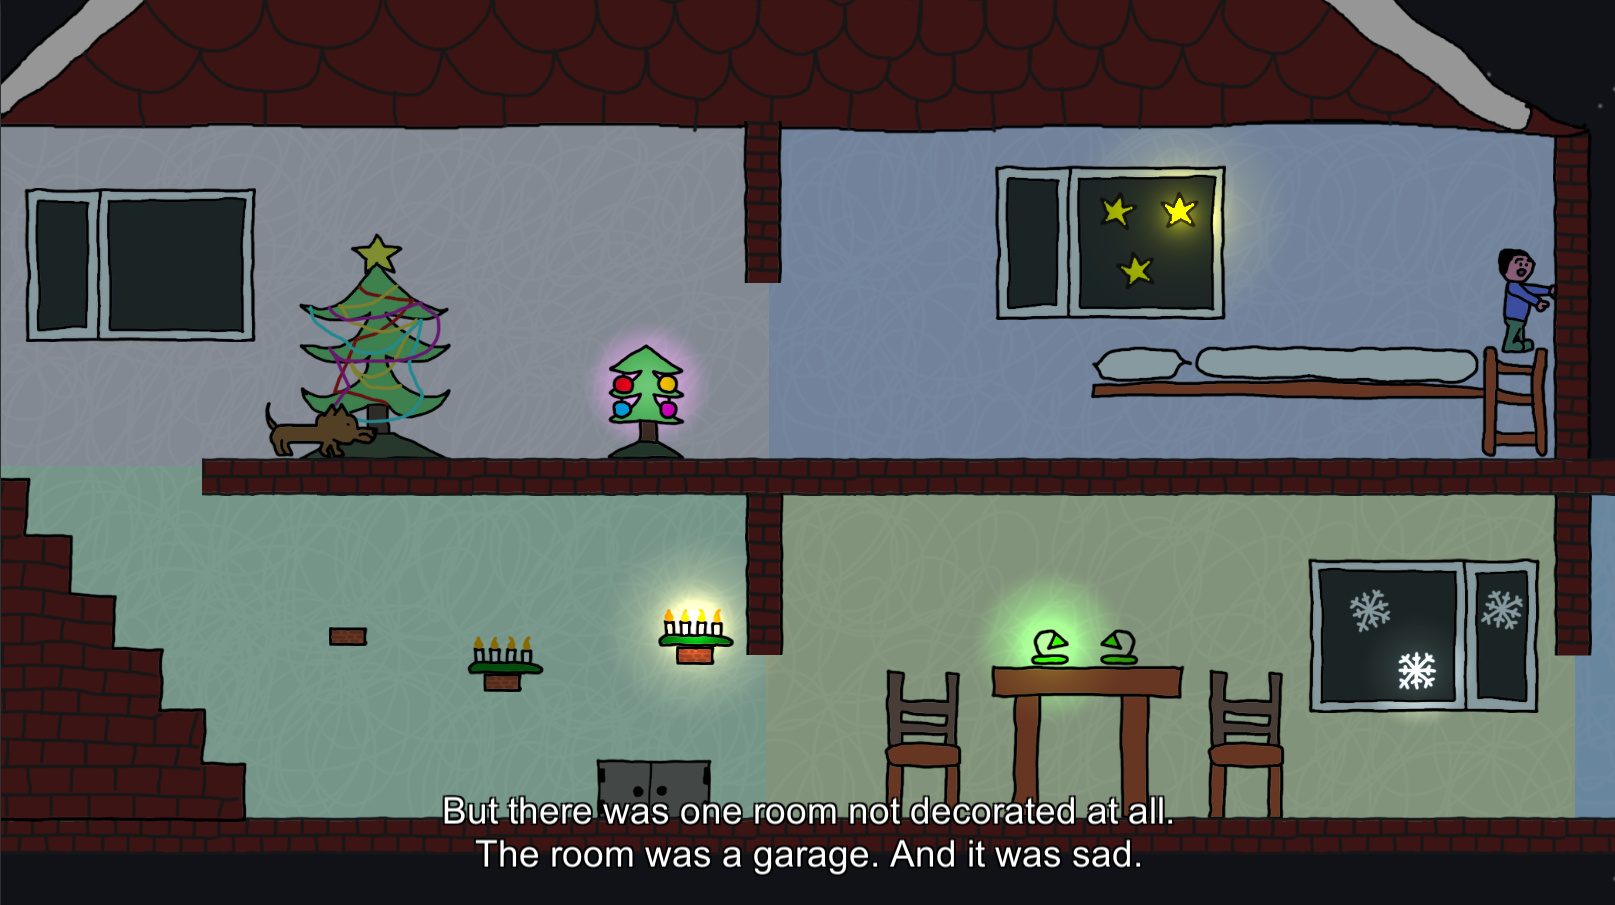 But there was one room not decorated at all.
The room was a garage. And it was sad.